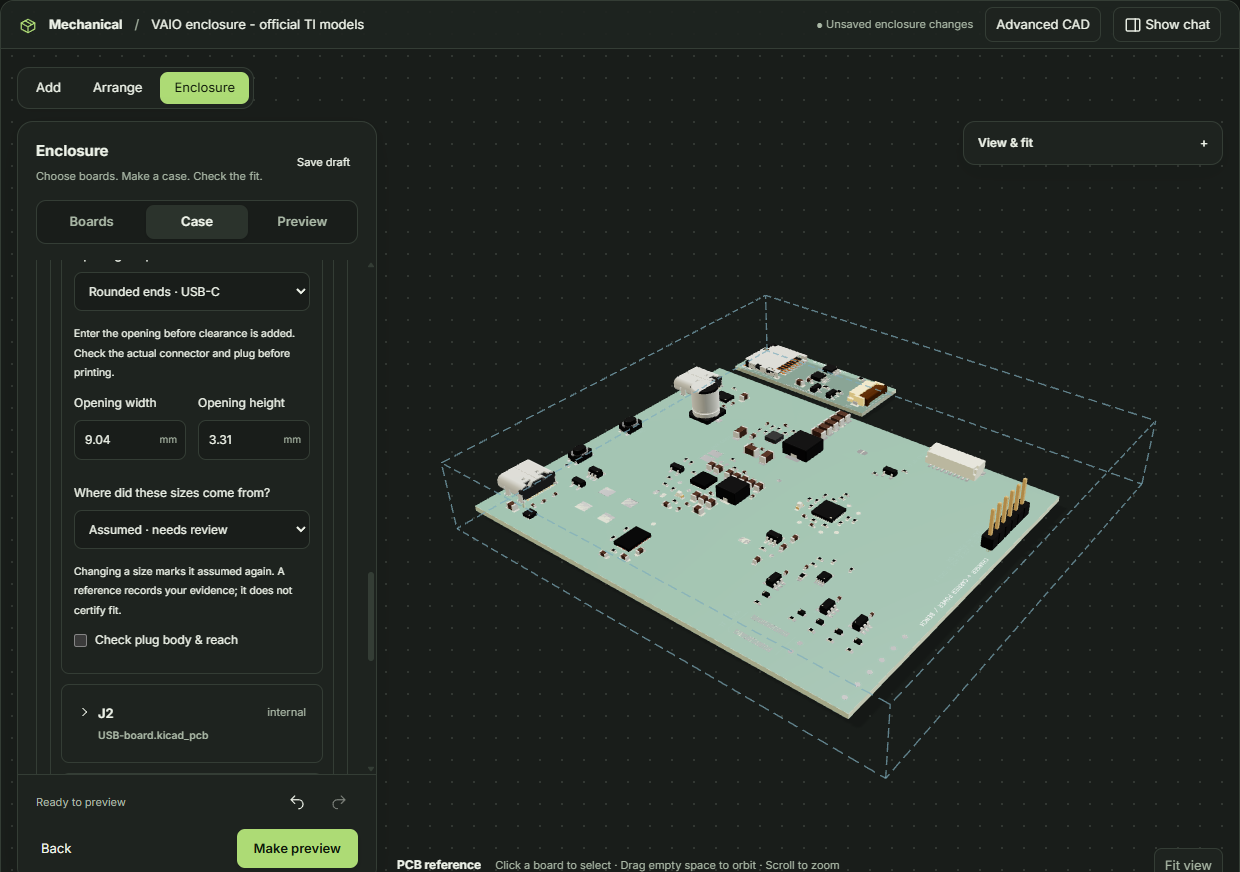 Mechanical / VAIO enclosure - official TI models
● Unsaved enclosure changes
Advanced CAD
Show chat
Add
Arrange
Enclosure
Enclosure
Choose boards. Make a case. Check the fit.
Save draft
View & fit +
Boards
Case
Preview
Rounded ends · USB-C
Enter the opening before clearance is added.
Check the actual connector and plug before
printing.
Opening width
Opening height
9.04 mm
3.31 mm
Where did these sizes come from?
Assumed · needs review
Changing a size marks it assumed again. A
reference records your evidence; it does not
certify fit.
Check plug body & reach
J2 internal
USB-board.kicad_pcb
Ready to preview
Back
Make preview
PCB reference Click a board to select · Drag empty space to orbit · Scroll to zoom
Fit view